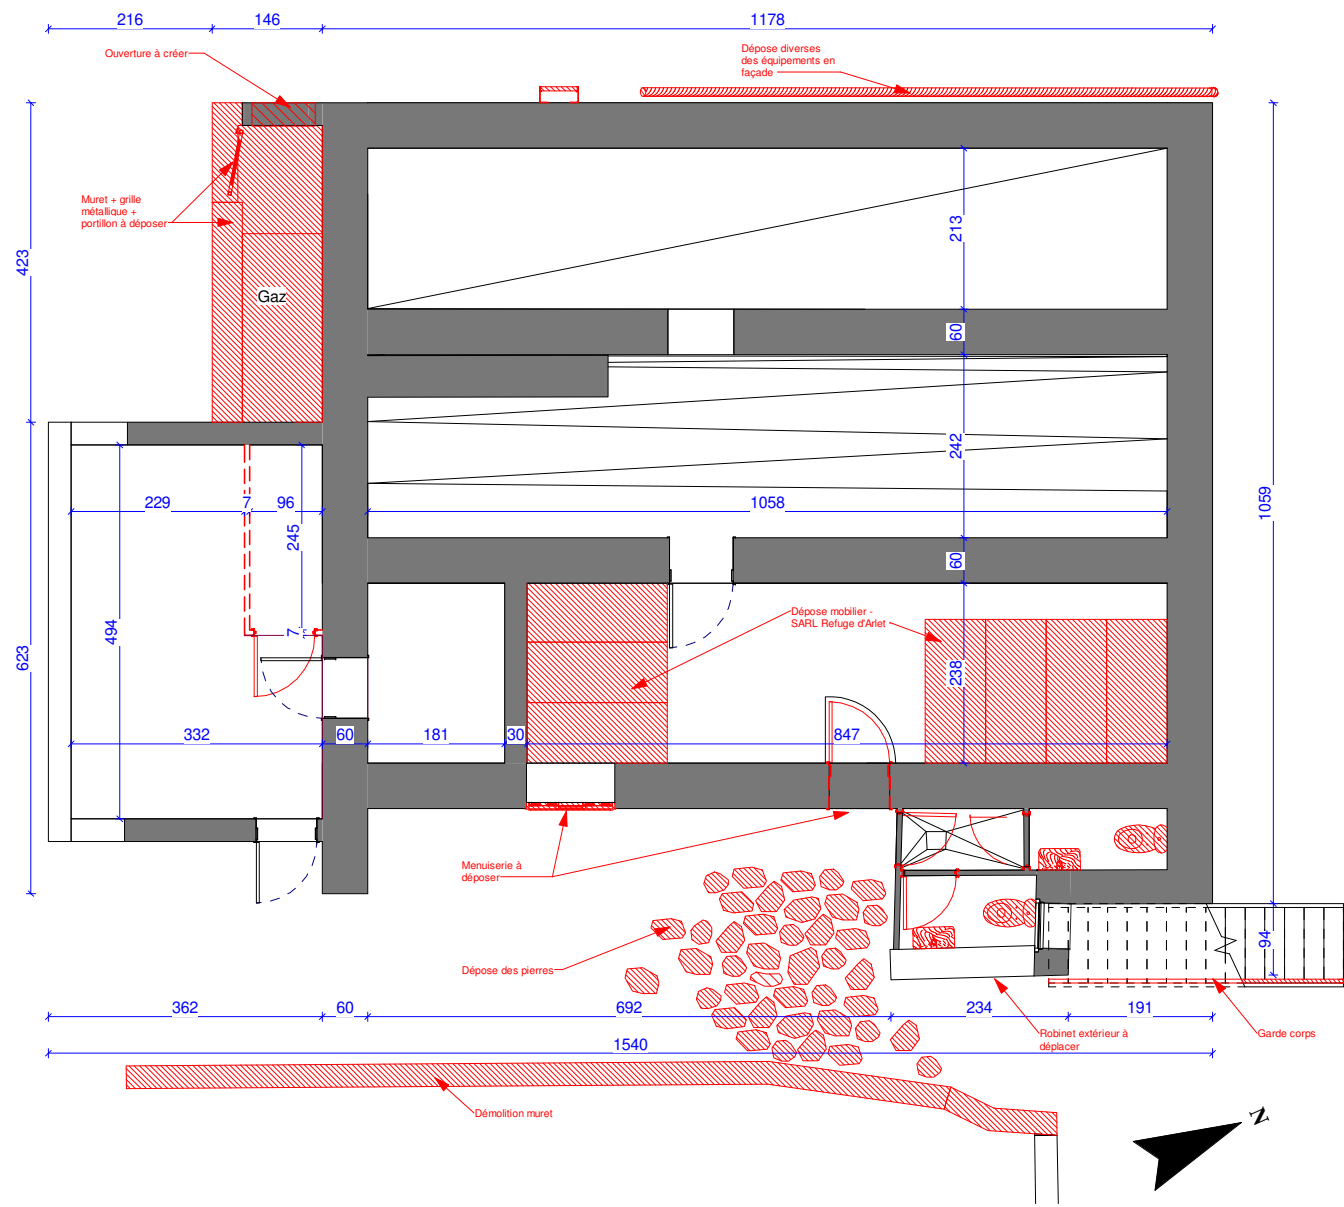 216
146
1178
Ouverture à créer
Dépose diverses
des équipements en
façade
Muret + grille
métallique +
portillon à déposer
423
213
Gaz
60
242
1059
229
7
96
1058
245
60
494
7
Dépose mobilier -
SARL Refuge d'Arlet
623
238
332
60
181
30
847
Menuiserie à
déposer
94
Dépose des pierres
362
60
692
234
191
Robinet extérieur à
déplacer
Garde corps
1540
Démolition muret
N